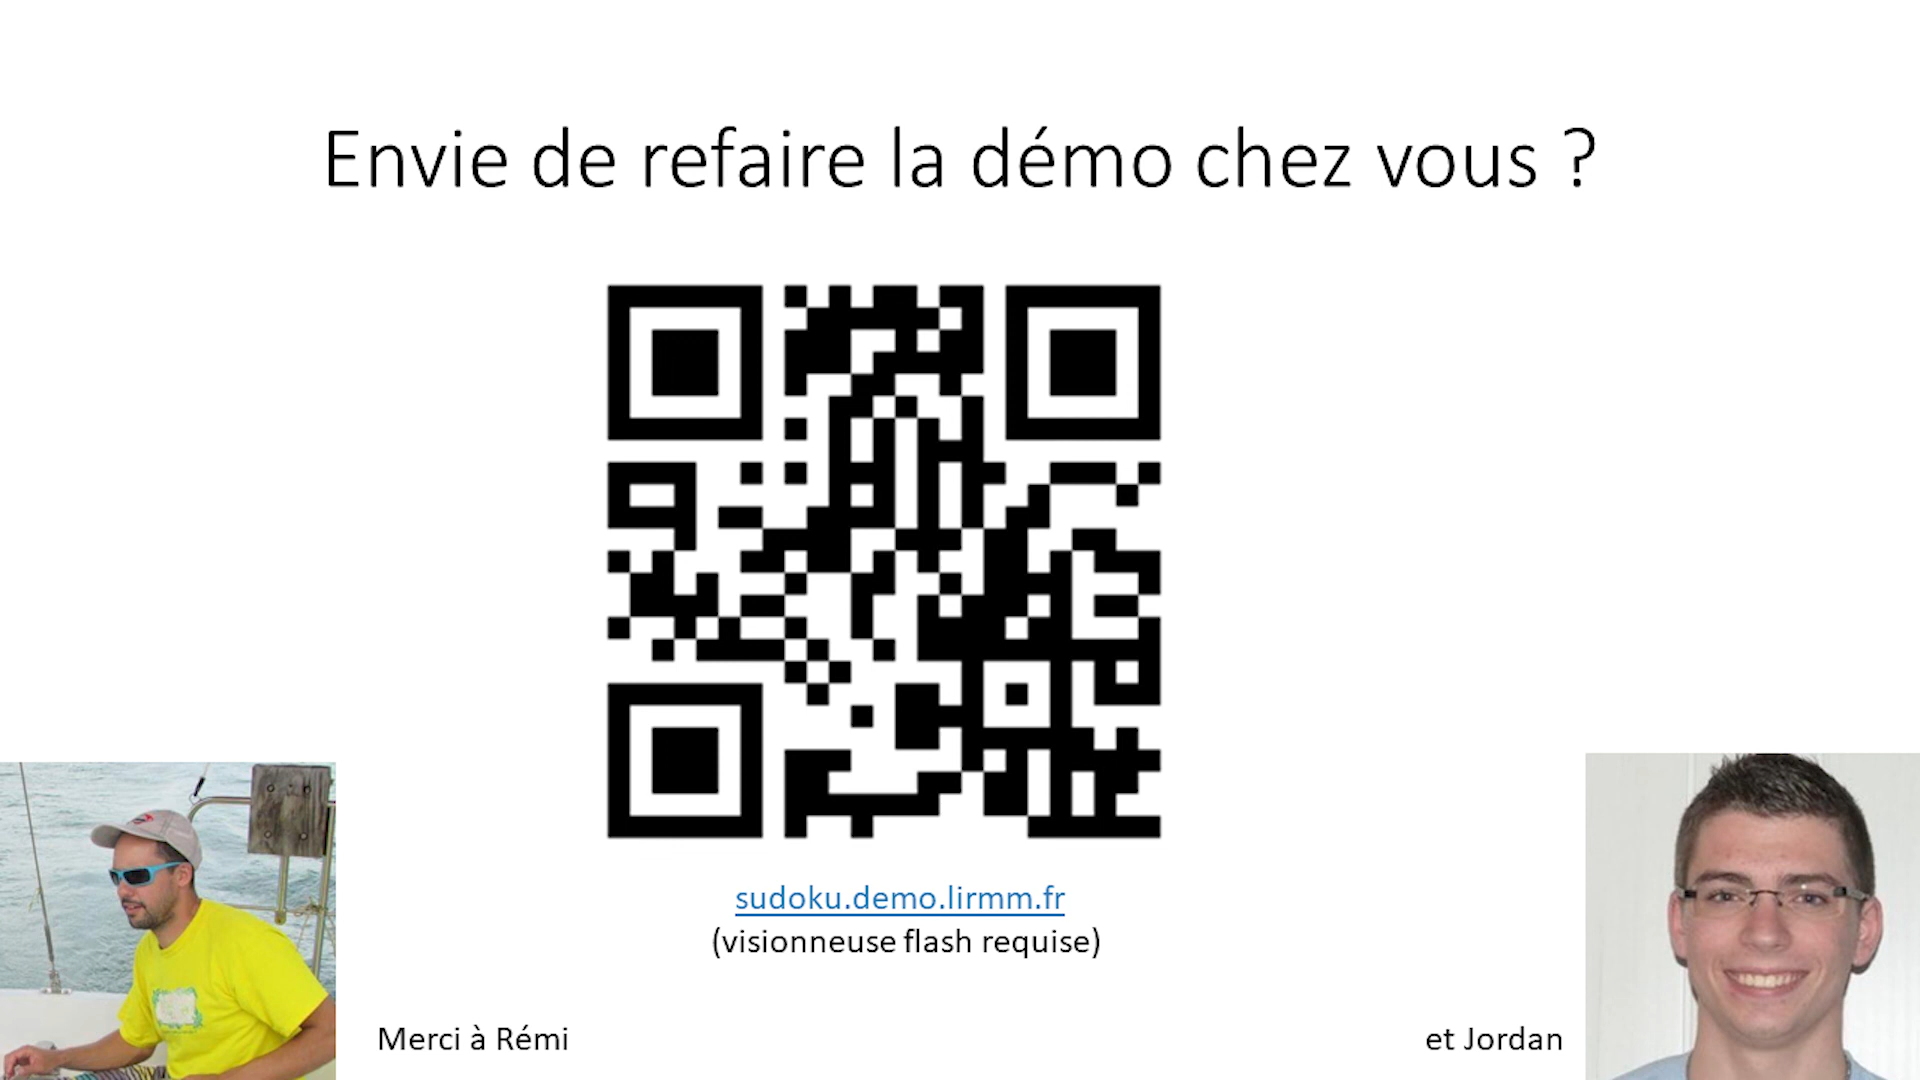 Envie de refaire la démo chez vous ?
sudoku.demo.lirmm.fr
(visionneuse flash requise)
Merci à Rémi
et Jordan